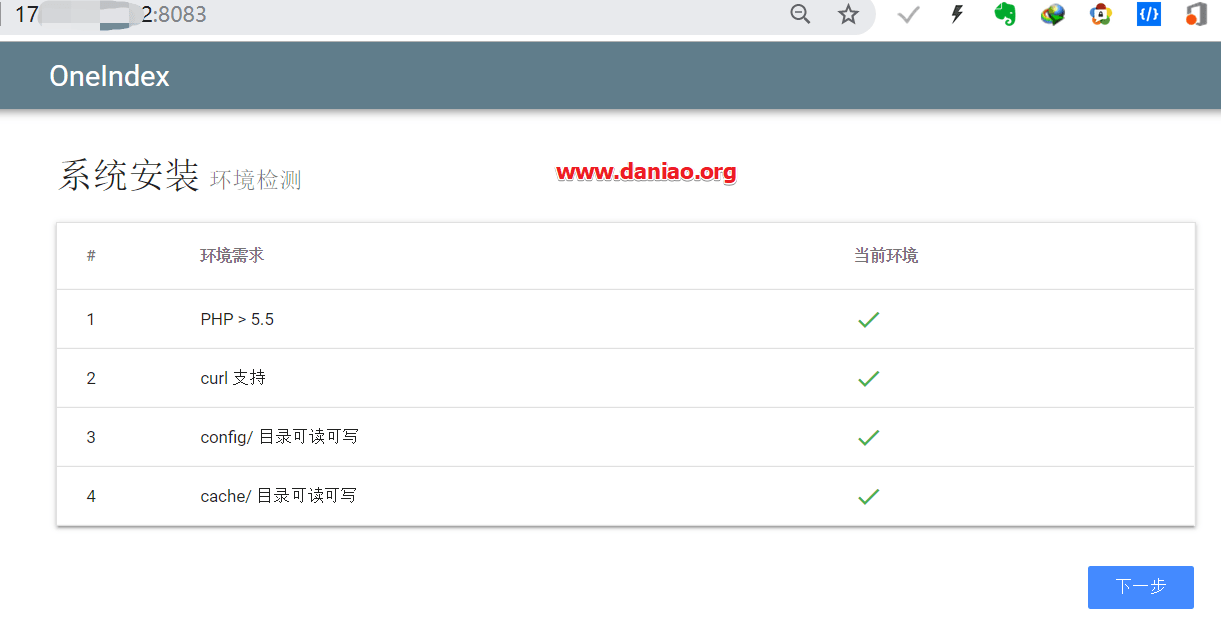 17 2:8083
OneIndex
系统安装 环境检测
www.daniao.org
# 环境需求 当前环境
1 PHP > 5.5
2 curl 支持
3 config/ 目录可读可写
4 cache/ 目录可读可写
下一步